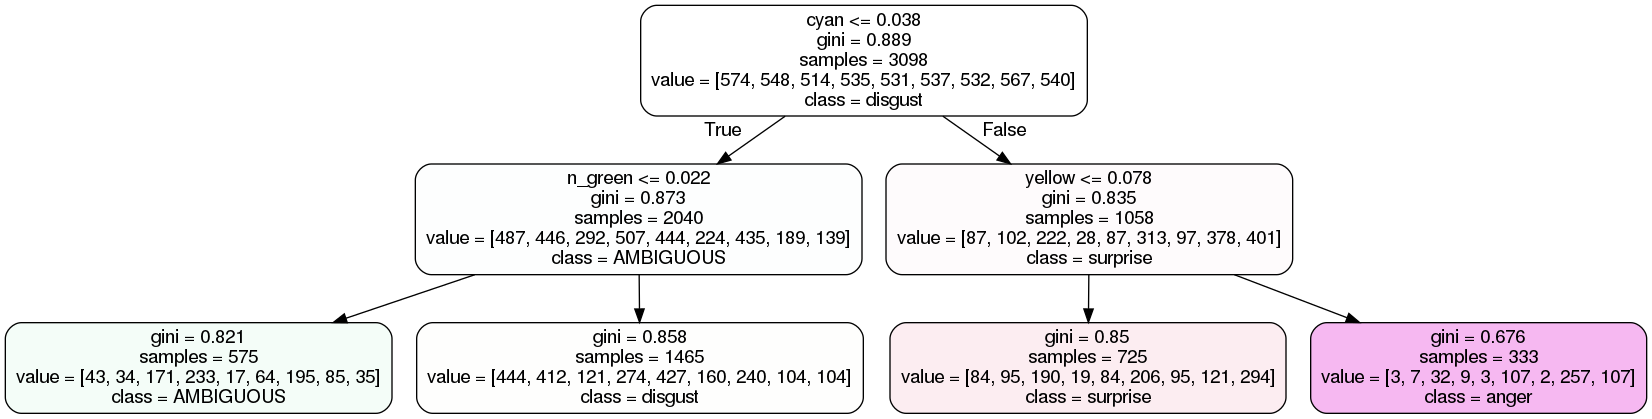 cyan <= 0.038
gini = 0.889
samples = 3098
value = [574, 548, 514, 535, 531, 537, 532, 567, 540]
class = disgust
True
False
n_green <= 0.022
gini = 0.873
samples = 2040
value = [487, 446, 292, 507, 444, 224, 435, 189, 139]
class = AMBIGUOUS
yellow <= 0.078
gini = 0.835
samples = 1058
value = [87, 102, 222, 28, 87, 313, 97, 378, 401]
class = surprise
gini = 0.821
samples = 575
value = [43, 34, 171, 233, 17, 64, 195, 85, 35]
class = AMBIGUOUS
gini = 0.858
samples = 1465
value = [444, 412, 121, 274, 427, 160, 240, 104, 104]
class = disgust
gini = 0.85
samples = 725
value = [84, 95, 190, 19, 84, 206, 95, 121, 294]
class = surprise
gini = 0.676
samples = 333
value = [3, 7, 32, 9, 3, 107, 2, 257, 107]
class = anger